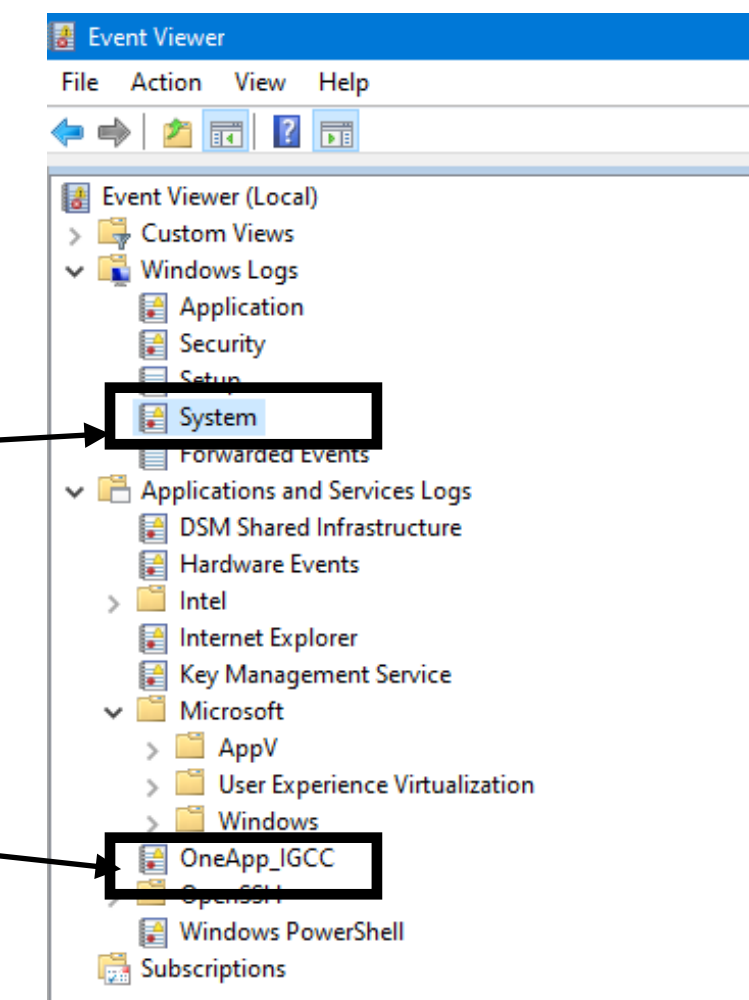 Event Viewer
File Action View Help
Event Viewer (Local)
Custom Views
Windows Logs
Application
Security
Setup
System
Forwarded Events
Applications and Services Logs
DSM Shared Infrastructure
Hardware Events
Intel
Internet Explorer
Key Management Service
Microsoft
AppV
User Experience Virtualization
Windows
OneApp_IGCC
OpenSSH
Windows PowerShell
Subscriptions